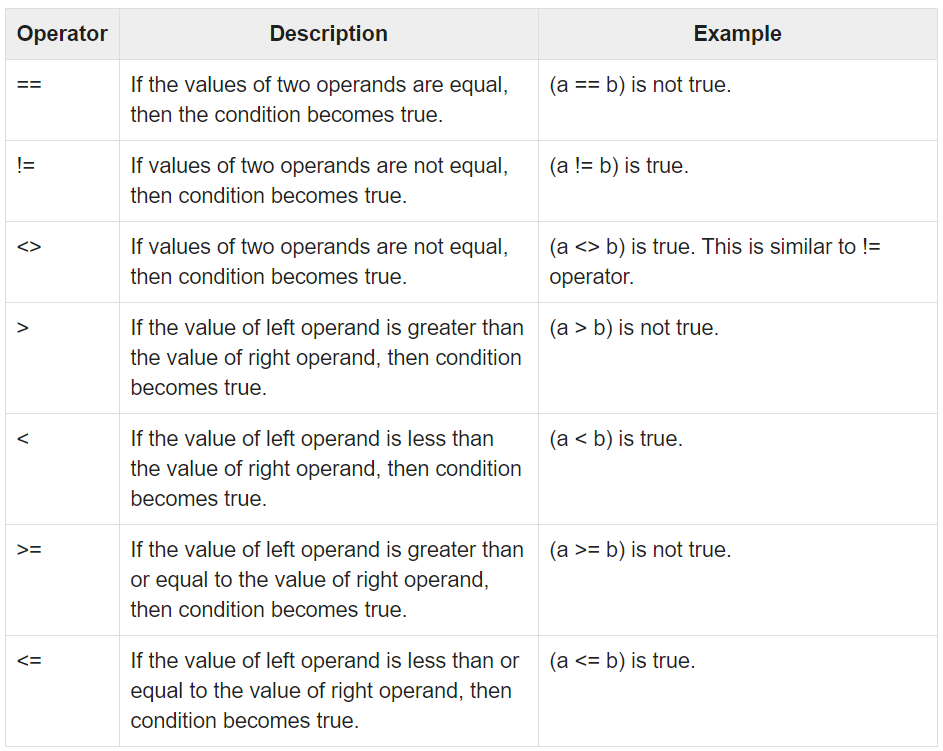 Operator Description Example
== If the values of two operands are equal, (a == b) is not true.
then the condition becomes true.
!= If values of two operands are not equal, (a != b) is true.
then condition becomes true.
<> If values of two operands are not equal, (a <> b) is true. This is similar to !=
then condition becomes true. operator.
> If the value of left operand is greater than (a > b) is not true.
the value of right operand, then condition
becomes true.
< If the value of left operand is less than (a < b) is true.
the value of right operand, then condition
becomes true.
>= If the value of left operand is greater than (a >= b) is not true.
or equal to the value of right operand,
then condition becomes true.
<= If the value of left operand is less than or (a <= b) is true.
equal to the value of right operand, then
condition becomes true.